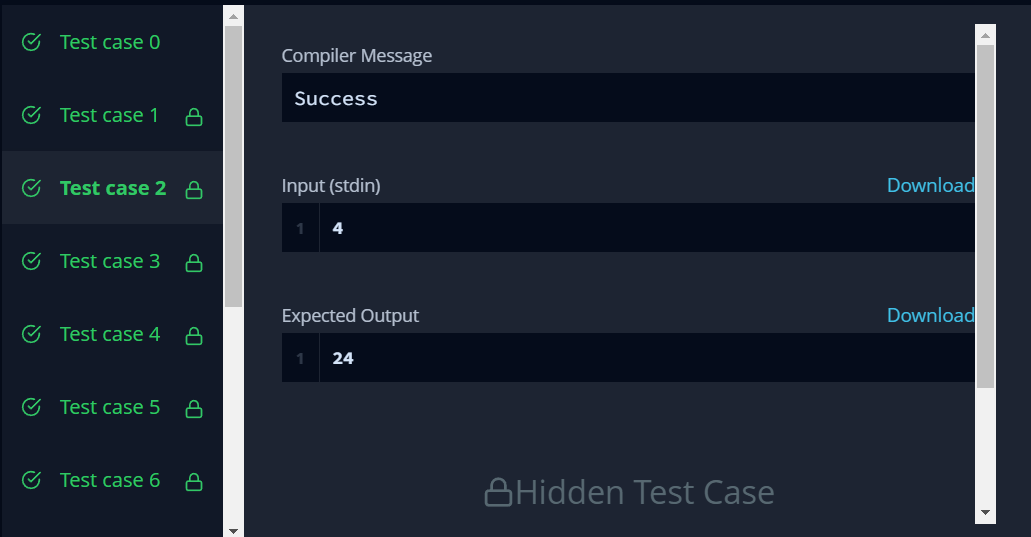 Test case 0
Test case 1
Test case 2
Test case 3
Test case 4
Test case 5
Test case 6
Compiler Message
Success
Input (stdin)
Download
1 4
Expected Output
Download
1 24
Hidden Test Case